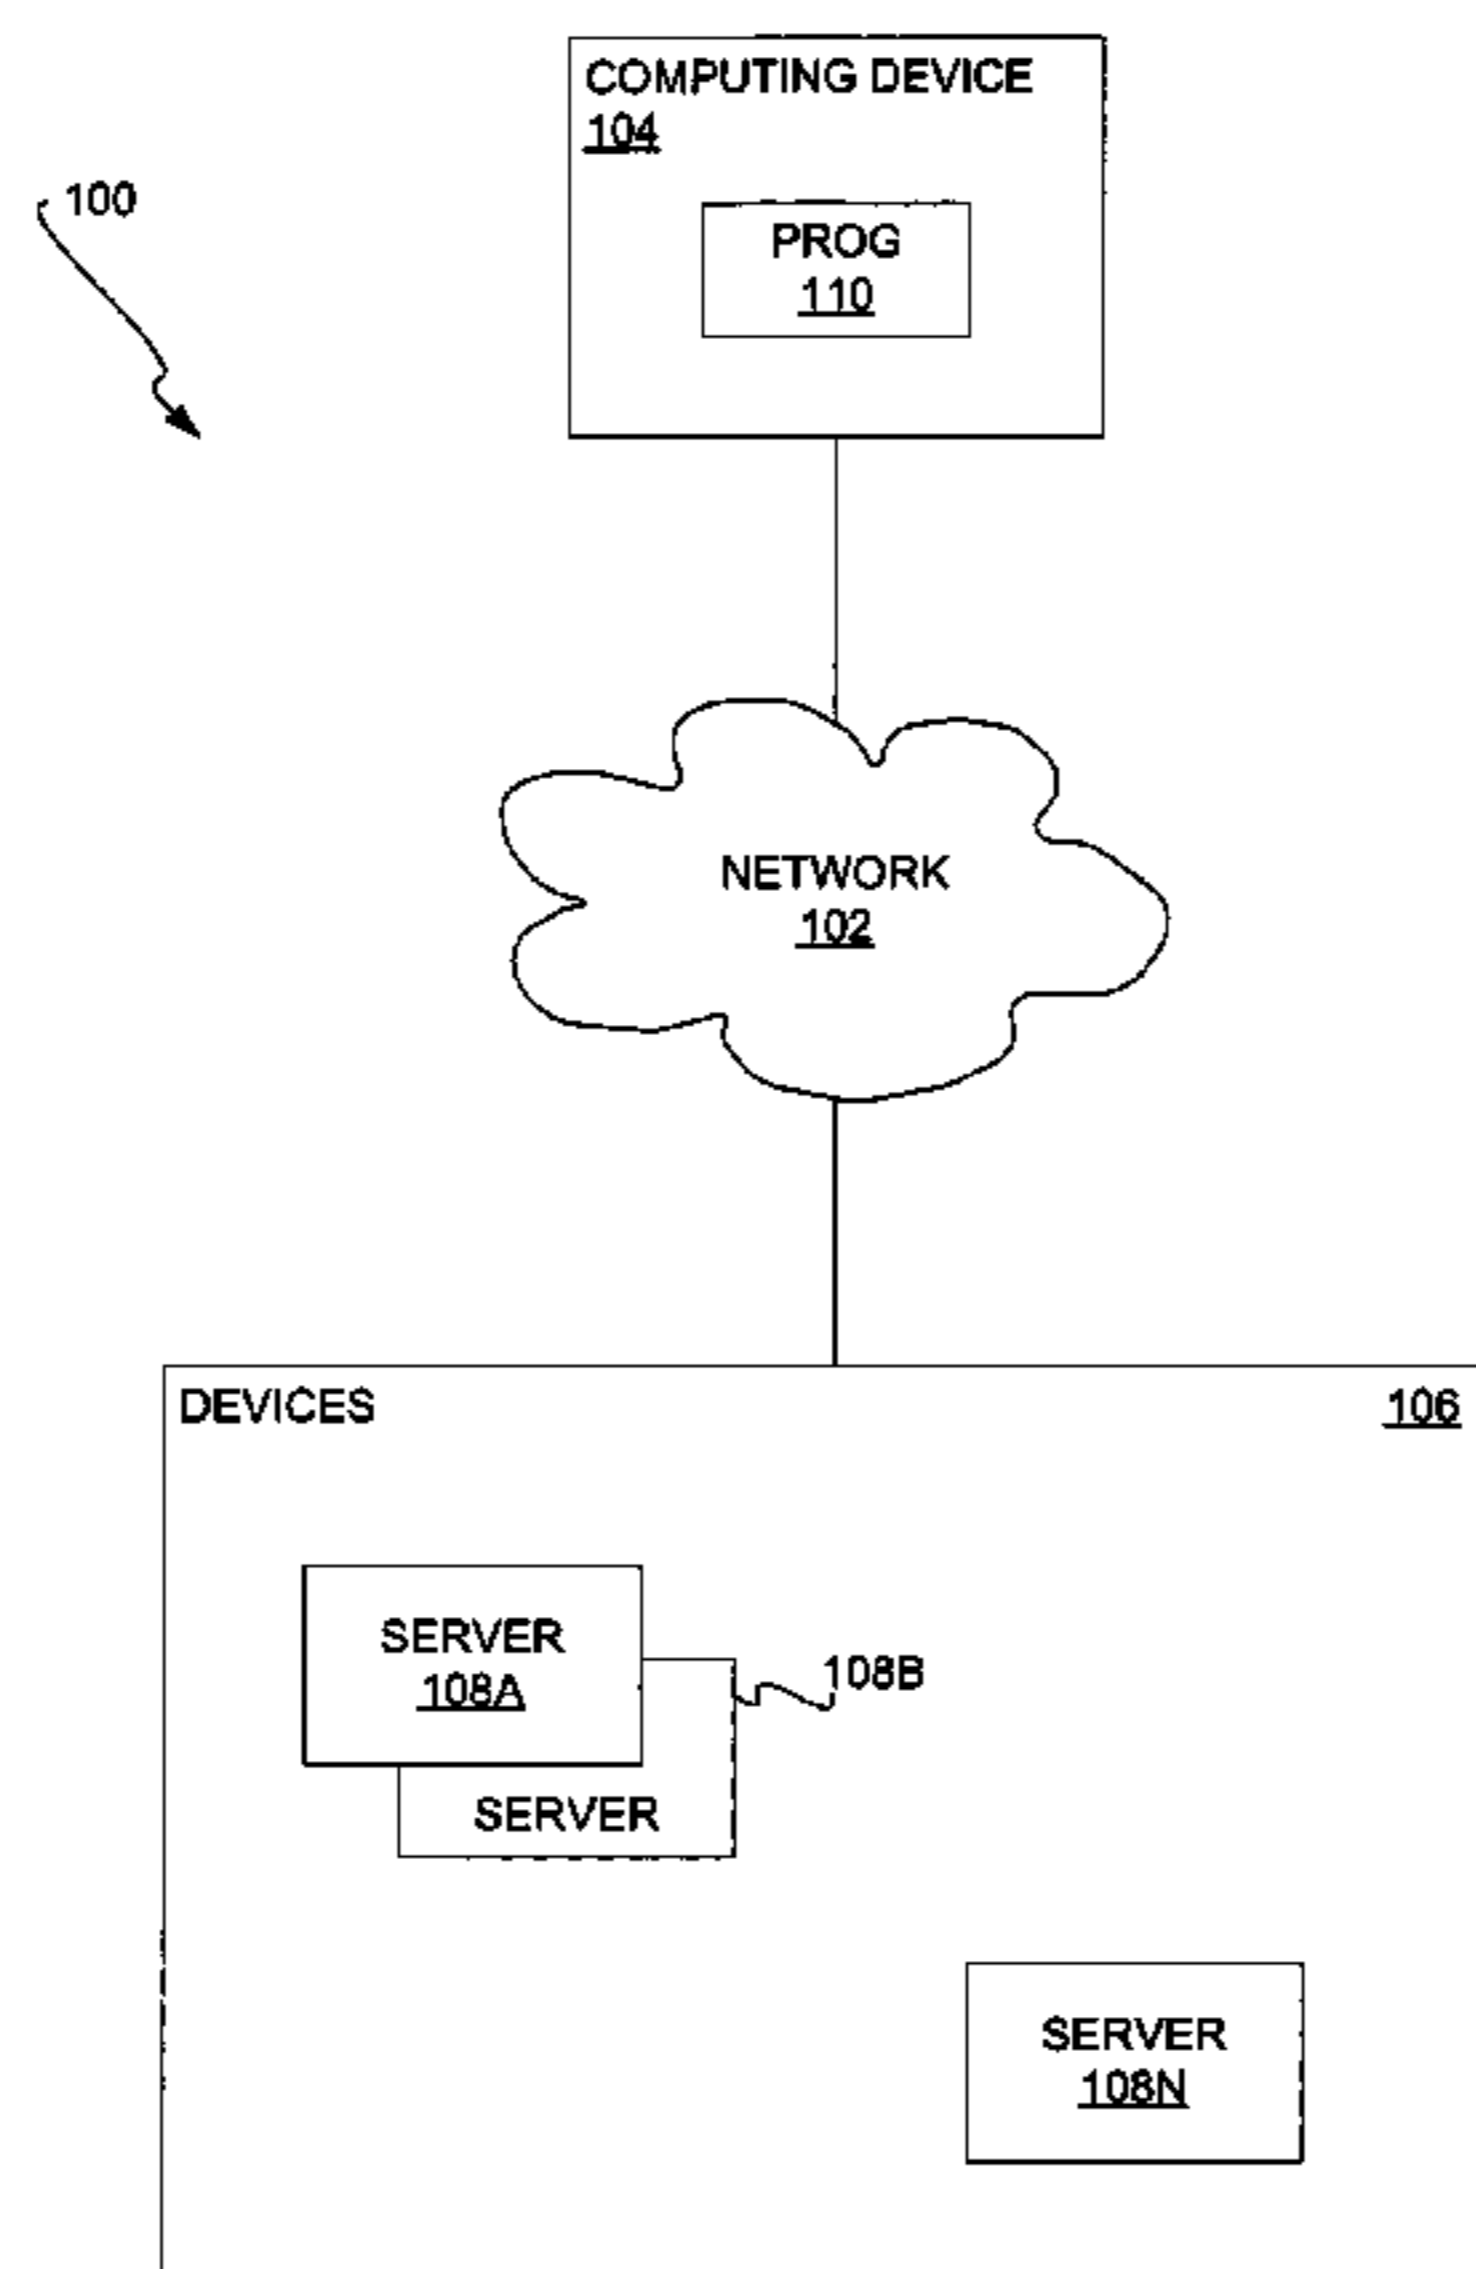 COMPUTING DEVICE
104
100
PROG
110
NETWORK
102
DEVICES
106
SERVER
108A
108B
SERVER
SERVER
108N